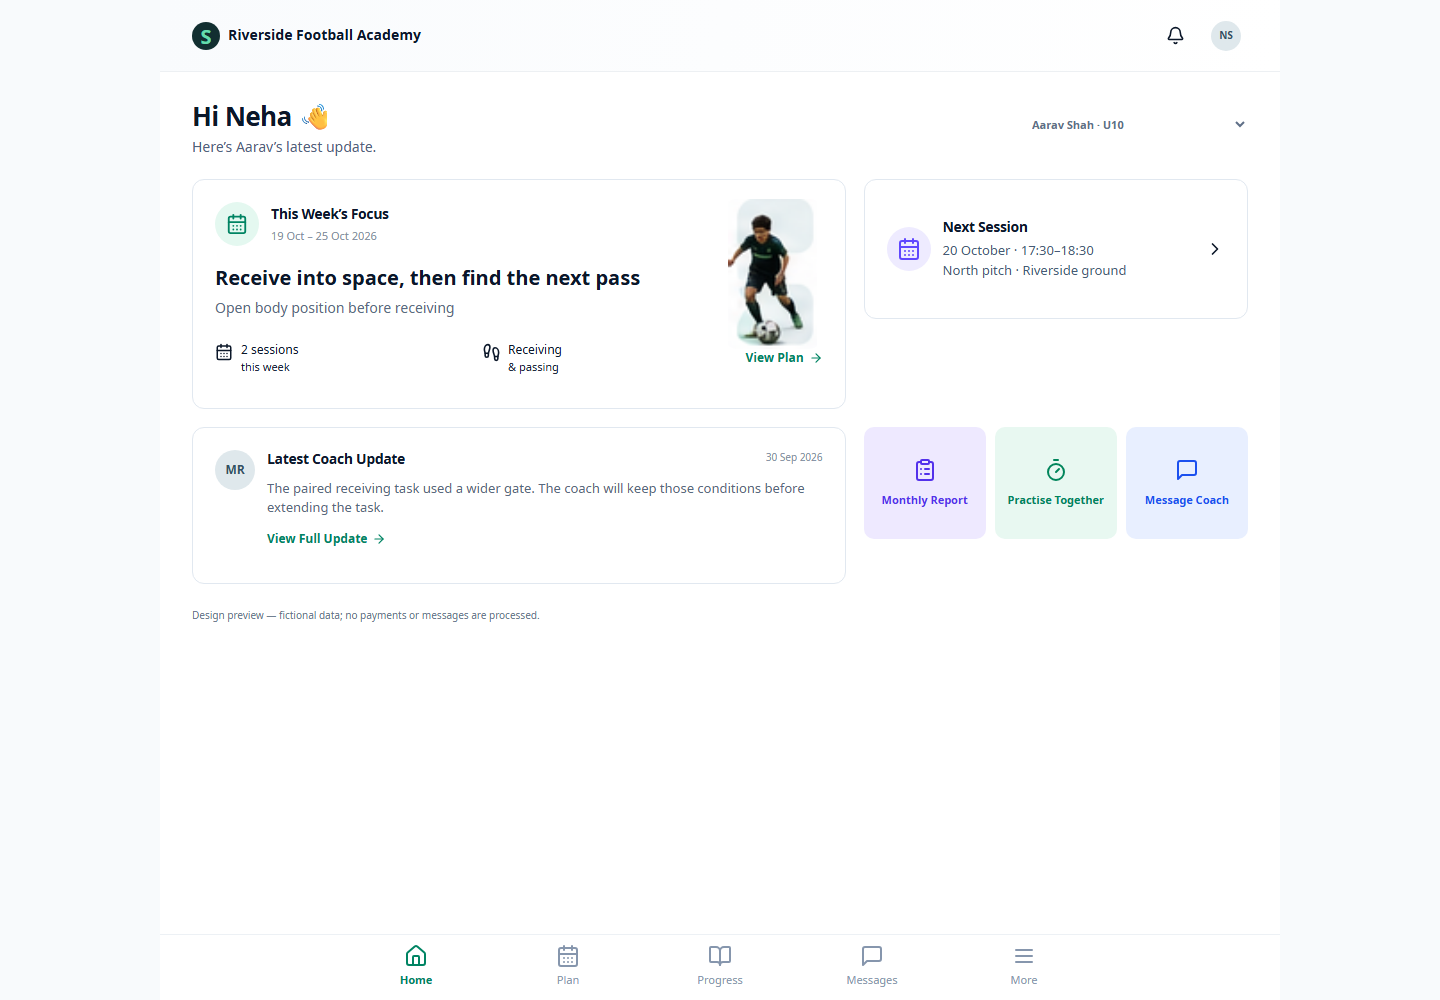 S Riverside Football Academy
NS
Hi Neha 👋
Aarav Shah · U10
Here’s Aarav’s latest update.
This Week’s Focus
19 Oct – 25 Oct 2026
Receive into space, then find the next pass
Open body position before receiving
2 sessions
this week
Receiving
& passing
View Plan →
Next Session
20 October · 17:30–18:30
North pitch · Riverside ground
MR
Latest Coach Update
30 Sep 2026
The paired receiving task used a wider gate. The coach will keep those conditions before
extending the task.
View Full Update →
Monthly Report
Practise Together
Message Coach
Design preview — fictional data; no payments or messages are processed.
Home
Plan
Progress
Messages
More